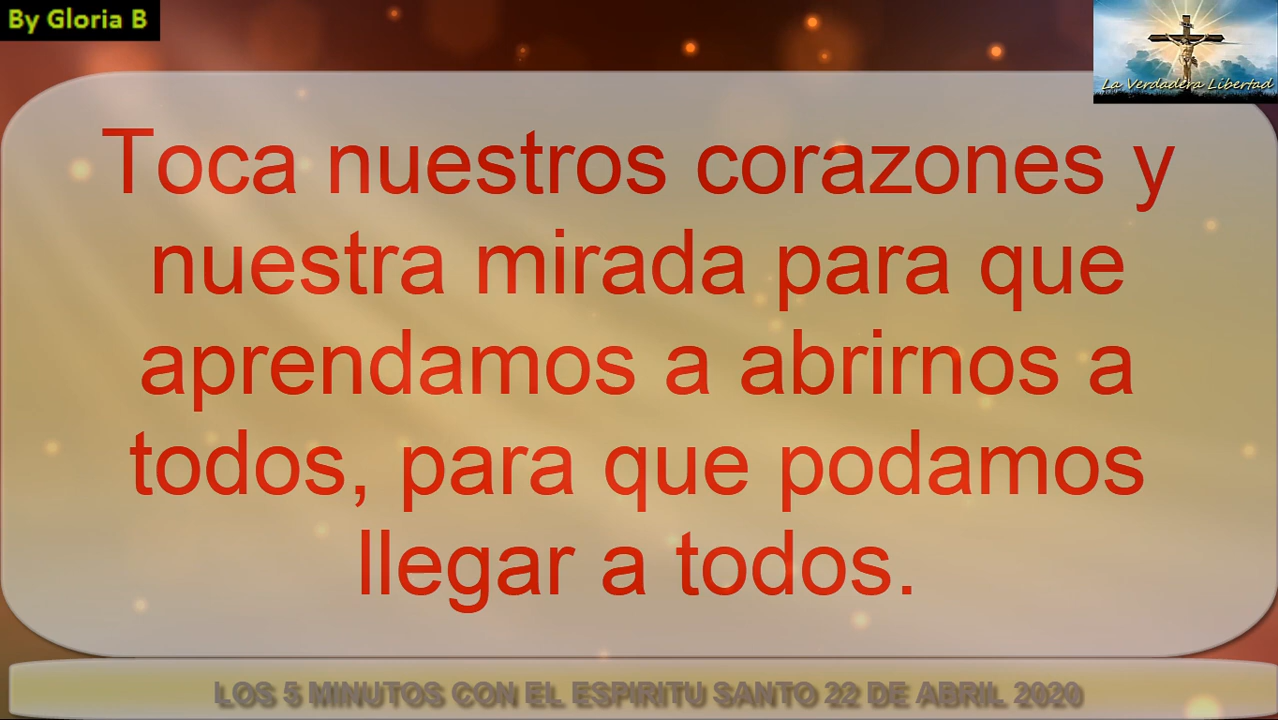 By Gloria B
La Verdadera Libertad
Toca nuestros corazones y
nuestra mirada para que
aprendamos a abrirnos a
todos, para que podamos
llegar a todos.
LOS 5 MINUTOS CON EL ESPIRITU SANTO 22 DE ABRIL 2020